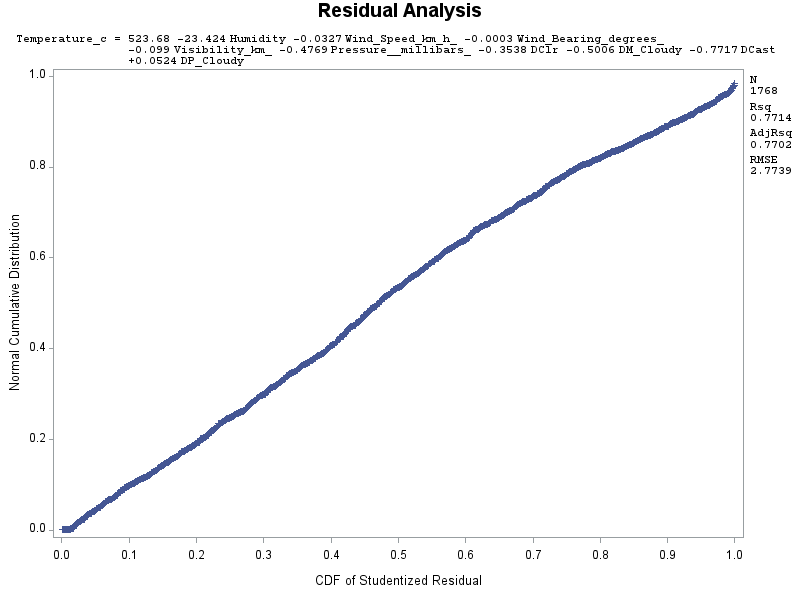 Residual Analysis
Temperature_c = 523.68 -23.424 Humidity -0.0327 Wind_Speed_km_h_ -0.0003 Wind_Bearing_degrees_
-0.099 Visibility_km_ -0.4769 Pressure__millibars_ -0.3538 DClr -0.5006 DM_Cloudy -0.7717 DCast
+0.0524 DP_Cloudy
1.0
0.8
0.6
0.4
0.2
0.0
Normal Cumulative Distribution
N
1768
Rsq
0.7714
AdjRsq
0.7702
RMSE
2.7739
0.0 0.1 0.2 0.3 0.4 0.5 0.6 0.7 0.8 0.9 1.0
CDF of Studentized Residual